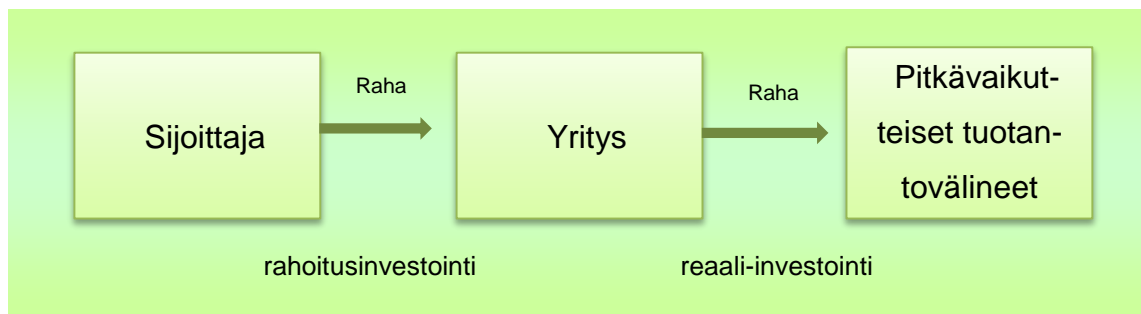 Sijoittaja
Raha
Yritys
Raha
Pitkävaikut-
teiset tuotan-
tovälineet
rahoitusinvestointi
reaali-investointi